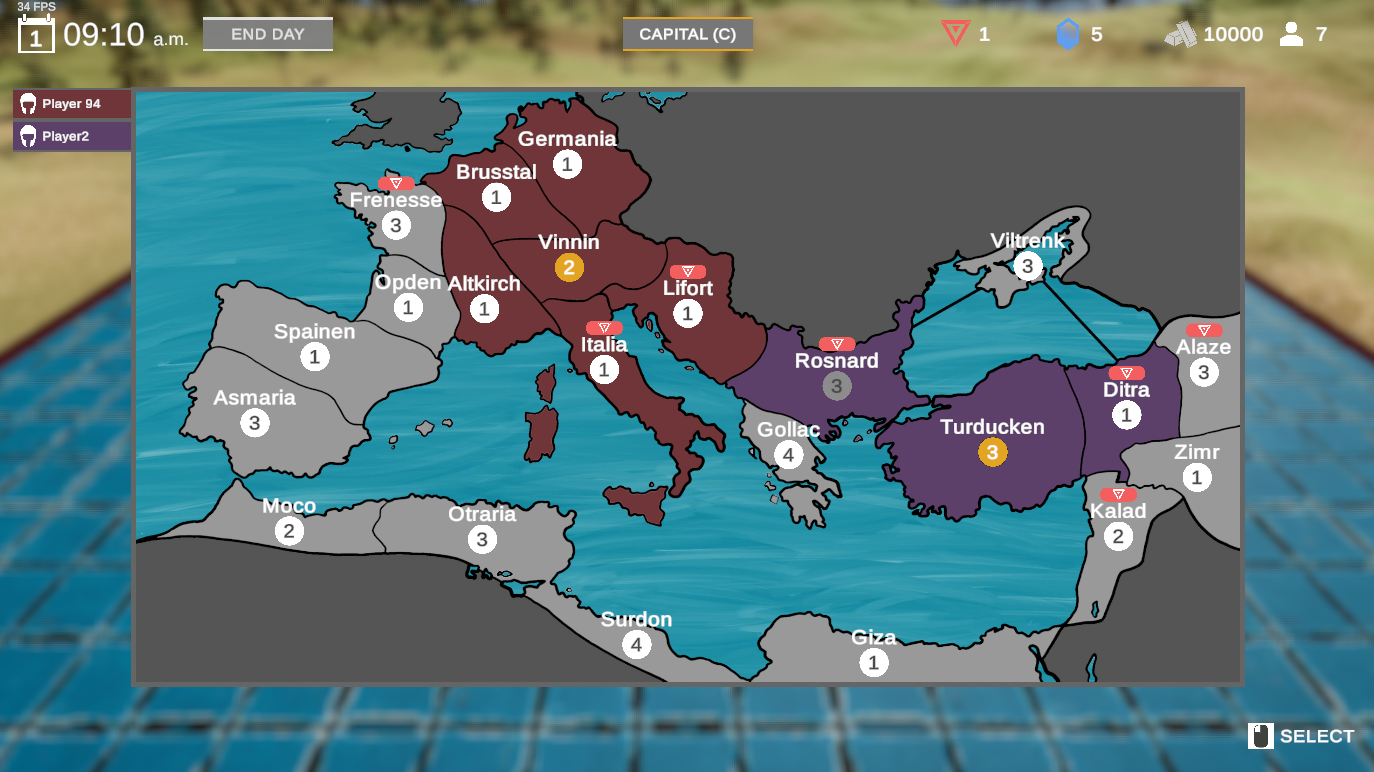 34 FPS
1 09:10 a.m. END DAY CAPITAL (C) 1 5 10000 7
Player 94
Player2
Germania
1
Brusstal
1
Frenesse
3
Vinnin
2
Viltrenk
3
Opden
1
Altkirch
1
Lifort
1
Spainen
1
Italia
1
Rosnard
3
Alaze
3
Asmaria
3
Ditra
1
Gollac
4
Turducken
3
Zimr
1
Moco
2
Otraria
3
Kalad
2
Surdon
4
Giza
1
SELECT